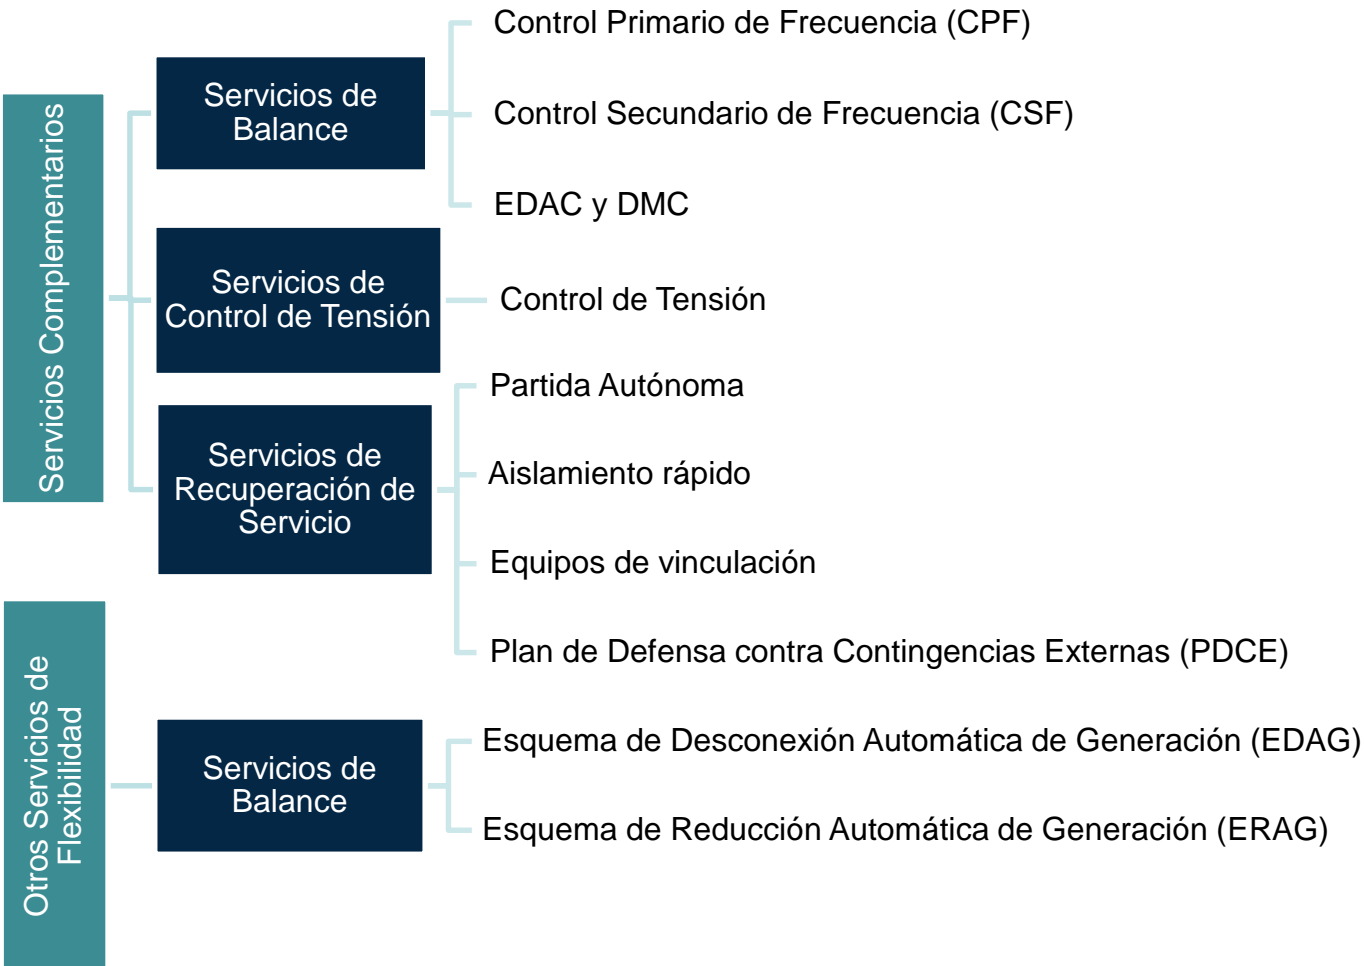 Servicios Complementarios
Servicios de
Balance
Control Primario de Frecuencia (CPF)
Control Secundario de Frecuencia (CSF)
EDAC y DMC
Servicios de
Control de Tensión
Control de Tensión
Servicios de
Recuperación de
Servicio
Partida Autónoma
Aislamiento rápido
Equipos de vinculación
Plan de Defensa contra Contingencias Externas (PDCE)
Otros Servicios de
Flexibilidad
Servicios de
Balance
Esquema de Desconexión Automática de Generación (EDAG)
Esquema de Reducción Automática de Generación (ERAG)